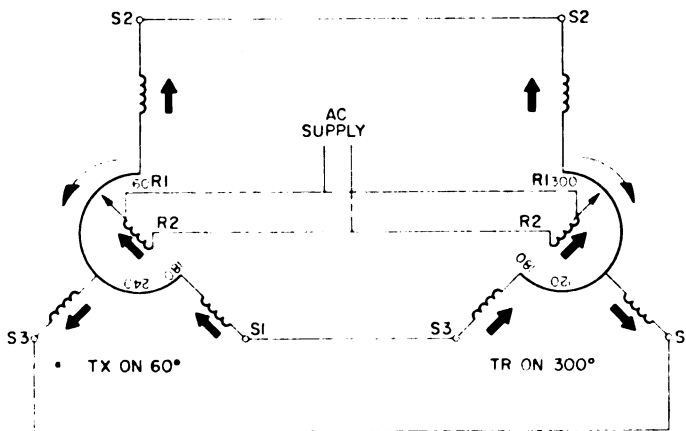 S2
S2
AC
SUPPLY
60 R1
R1 300
R2
R2
240
180
180
120
S3
S1
S3
S
TX ON 60°
TR ON 300°